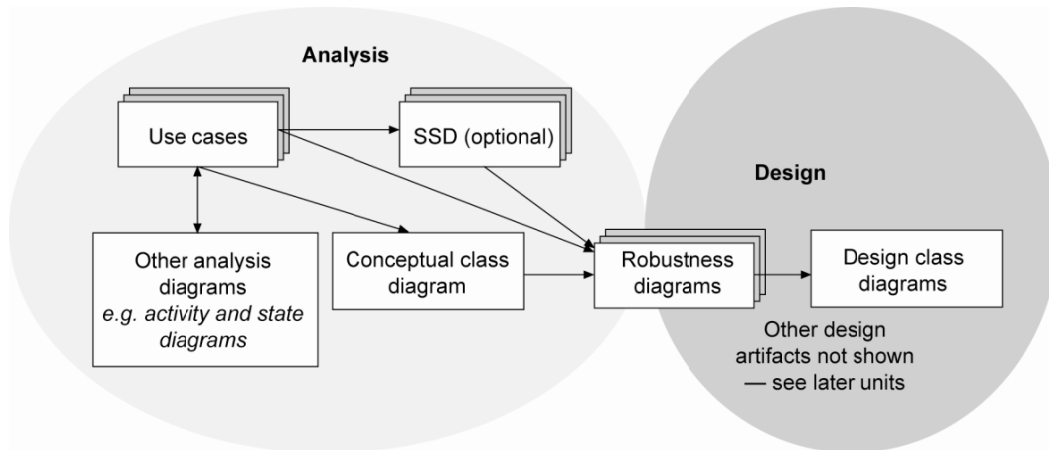 Analysis
Use cases
SSD (optional)
Design
Other analysis
diagrams
e.g. activity and state
diagrams
Conceptual class
diagram
Robustness
diagrams
Design class
diagrams
Other design
artifacts not shown
— see later units